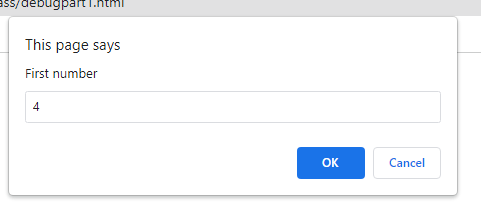 ass/debugpart1.html
This page says
First number
4
OK
Cancel